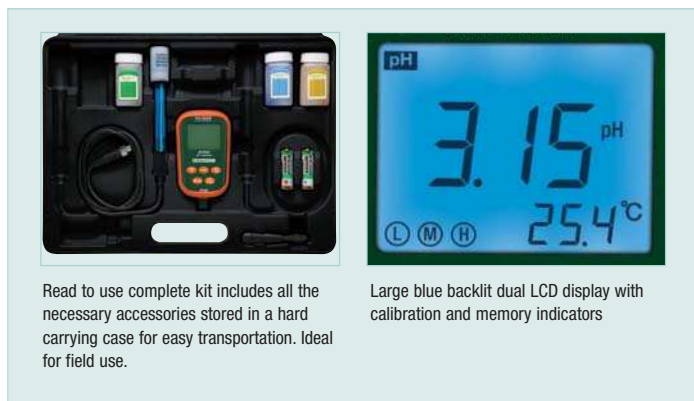 pH
3.15 pH
25.4 °C
L M H
Read to use complete kit includes all the
necessary accessories stored in a hard
carrying case for easy transportation. Ideal
for field use.
Large blue backlit dual LCD display with
calibration and memory indicators